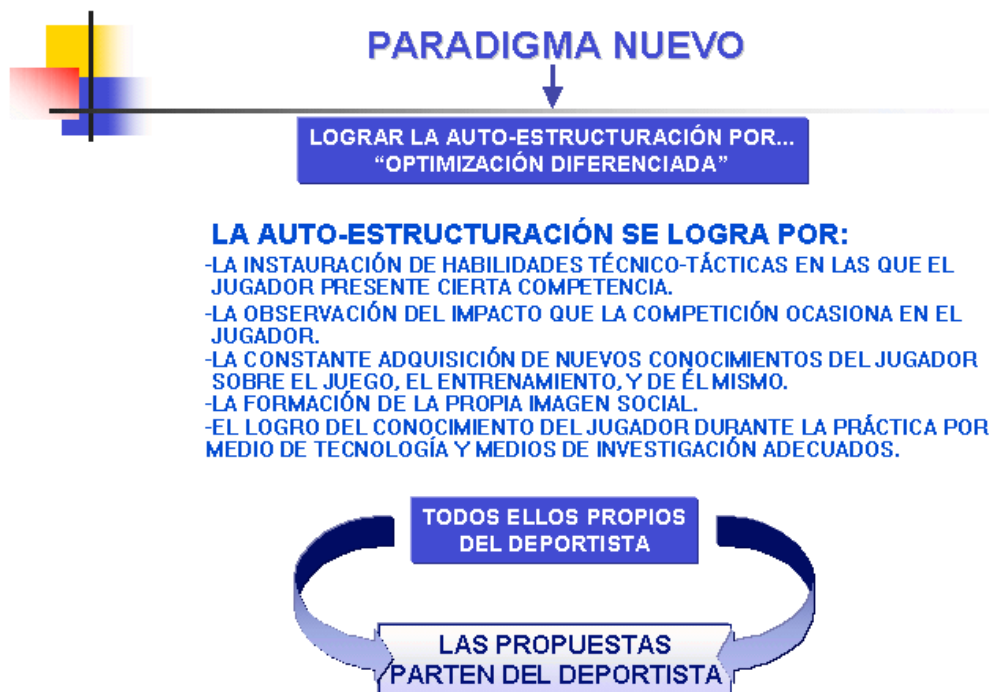 PARADIGMA NUEVO
LOGRAR LA AUTO-ESTRUCTURACIÓN POR...
“OPTIMIZACIÓN DIFERENCIADA”
LA AUTO-ESTRUCTURACIÓN SE LOGRA POR:
-LA INSTAURACIÓN DE HABILIDADES TÉCNICO-TÁCTICAS EN LAS QUE EL
JUGADOR PRESENTE CIERTA COMPETENCIA.
-LA OBSERVACIÓN DEL IMPACTO QUE LA COMPETICIÓN OCASIONA EN EL
JUGADOR.
-LA CONSTANTE ADQUISICIÓN DE NUEVOS CONOCIMIENTOS DEL JUGADOR
SOBRE EL JUEGO, EL ENTRENAMIENTO, Y DE ÉL MISMO.
-LA FORMACIÓN DE LA PROPIA IMAGEN SOCIAL.
-EL LOGRO DEL CONOCIMIENTO DEL JUGADOR DURANTE LA PRÁCTICA POR
MEDIO DE TECNOLOGÍA Y MEDIOS DE INVESTIGACIÓN ADECUADOS.
TODOS ELLOS PROPIOS
DEL DEPORTISTA
LAS PROPUESTAS
PARTEN DEL DEPORTISTA